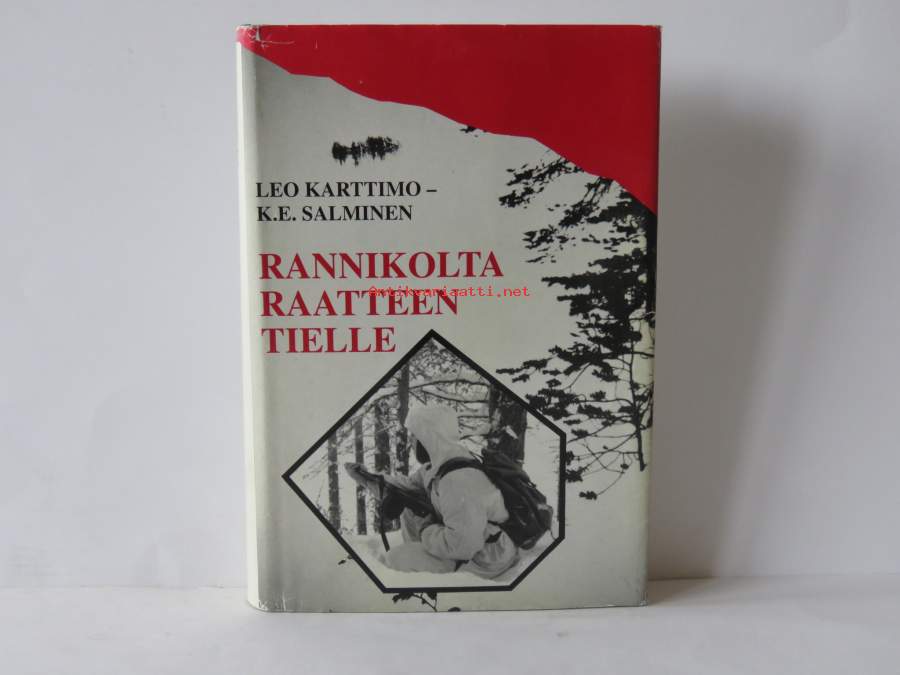 LEO KARTTIMO –
K.E. SALMINEN
RANNIKOLTA
Antikvariaatti.net
RAATTEEN
TIELLE